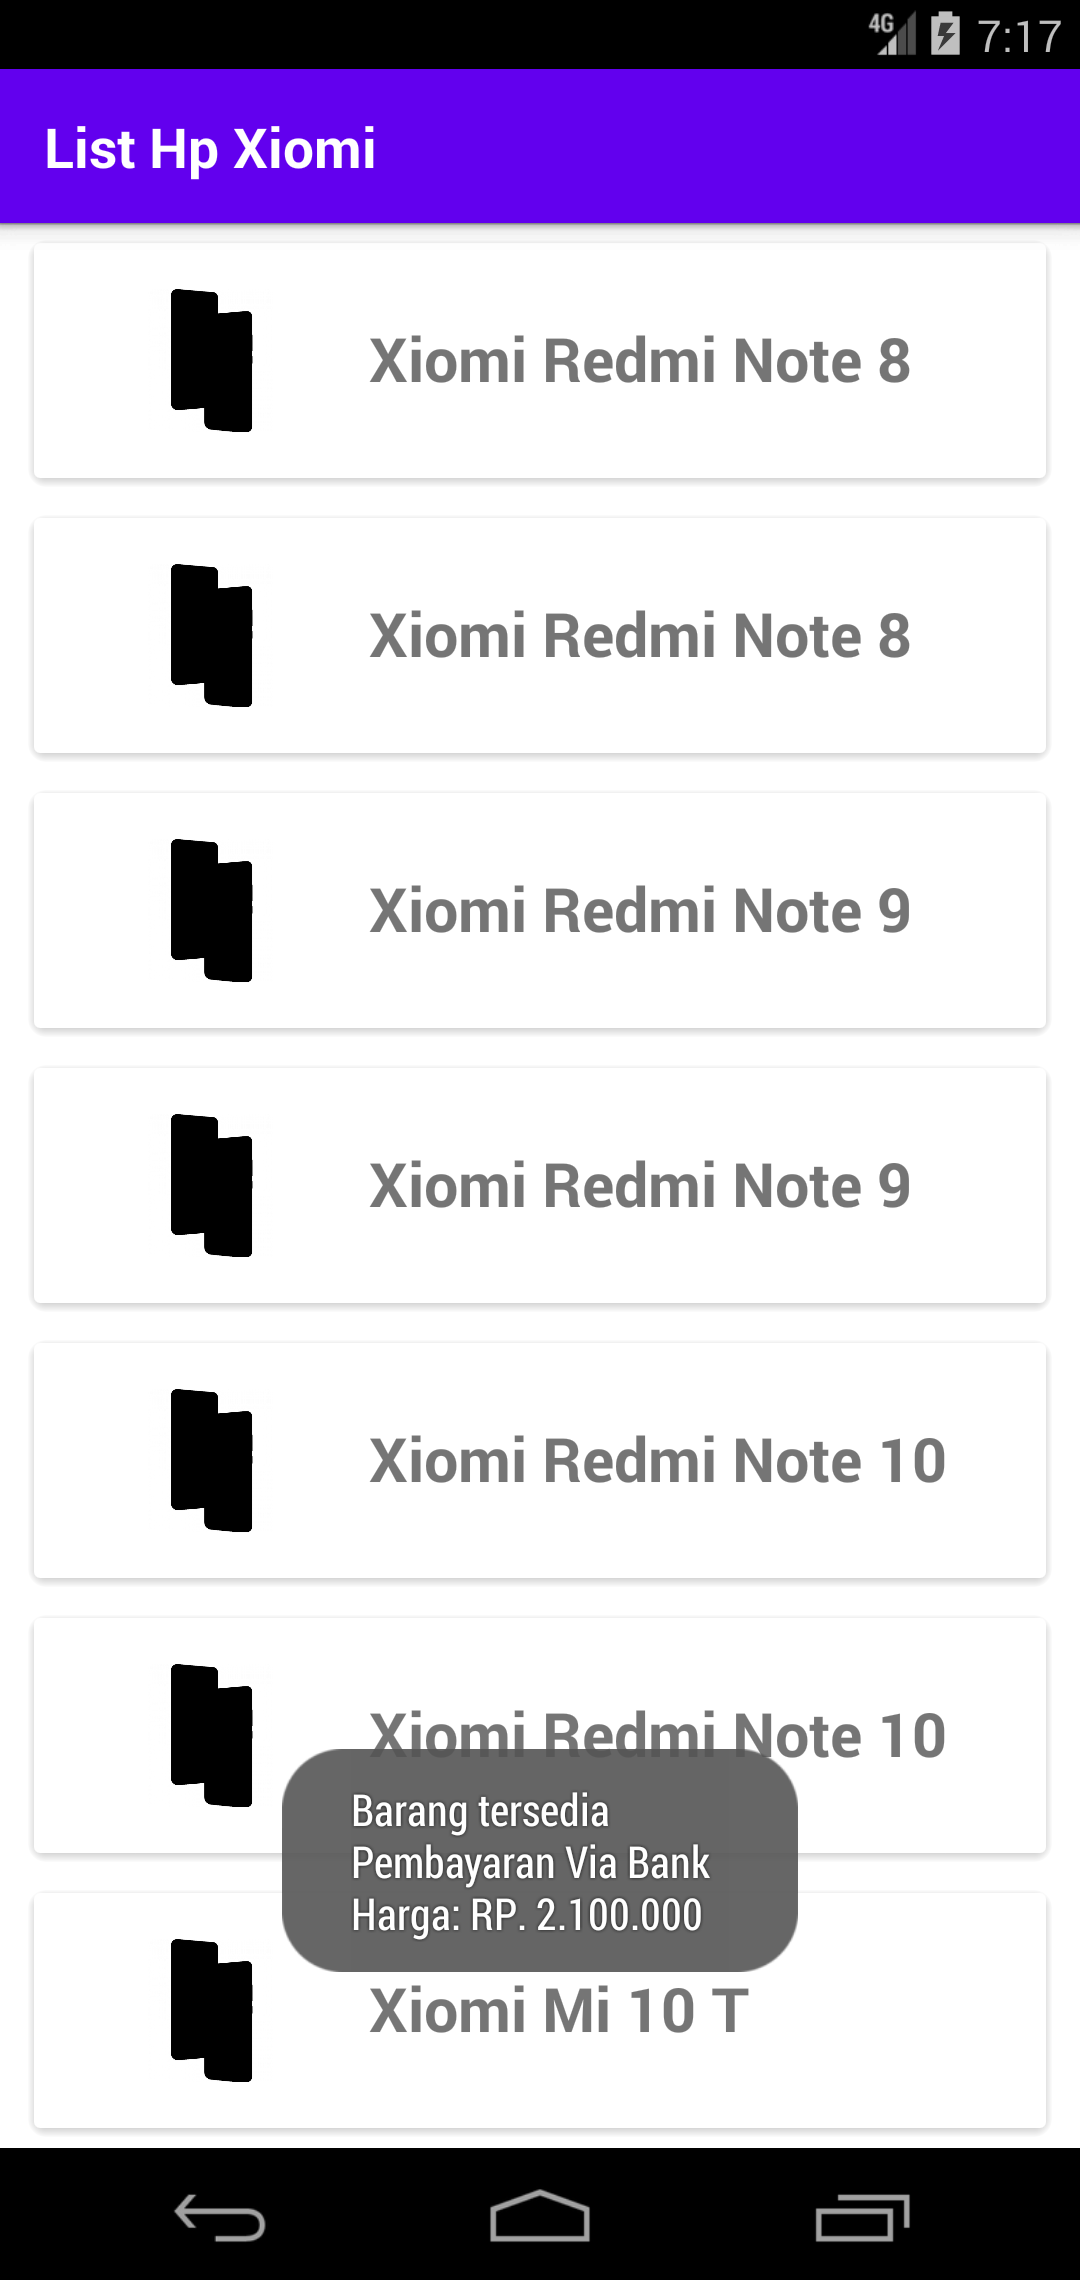 4G 7:17
List Hp Xiomi
Xiomi Redmi Note 8
Xiomi Redmi Note 8
Xiomi Redmi Note 9
Xiomi Redmi Note 9
Xiomi Redmi Note 10
Xiomi Redmi Note 10
Barang tersedia
Pembayaran Via Bank
Harga: RP. 2.100.000
Xiomi Mi 10 T